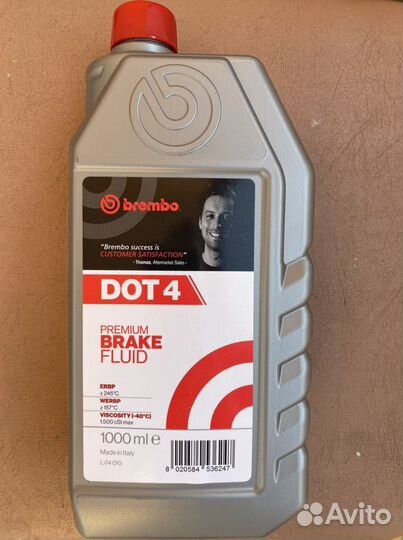 brembo
"Brembo success is
CUSTOMER SATISFACTION"
- Thomas, Aftermarket Sales -
DOT 4
PREMIUM
BRAKE
FLUID
ERBP
≥ 245°C
WERBP
≥ 157°C
VISCOSITY (-40°C)
1.500 cSt max
1000 ml e
Made in Italy
L 04 010
8 020584 536247
Avito